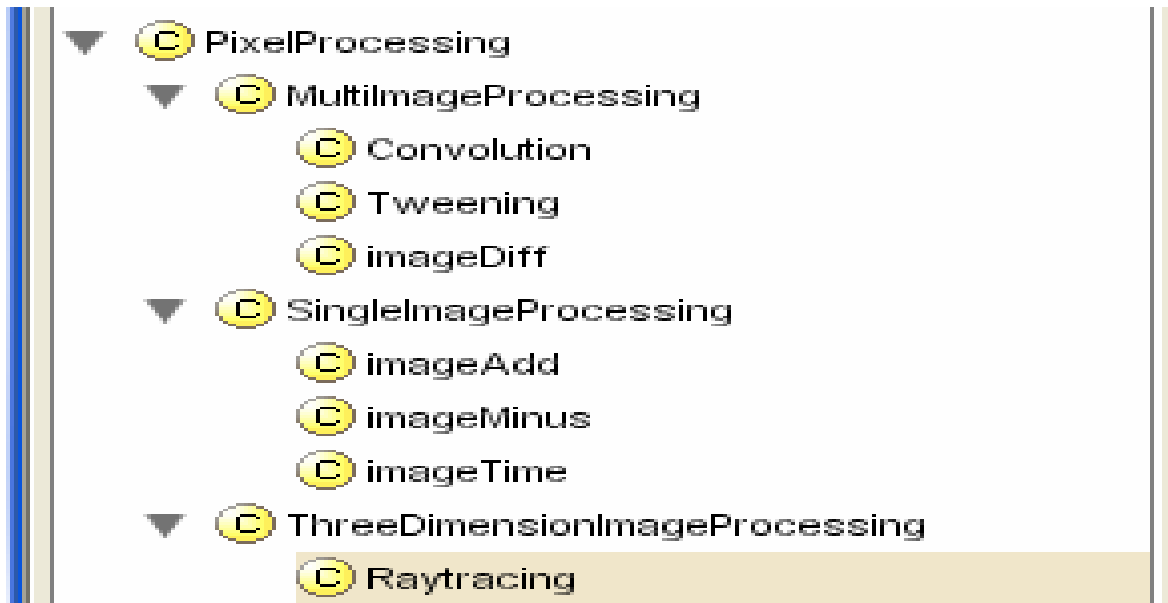 C PixelProcessing
C MultiImageProcessing
C Convolution
C Tweening
C imageDiff
C SingleImageProcessing
C imageAdd
C imageMinus
C imageTime
C ThreeDimensionImageProcessing
C Raytracing